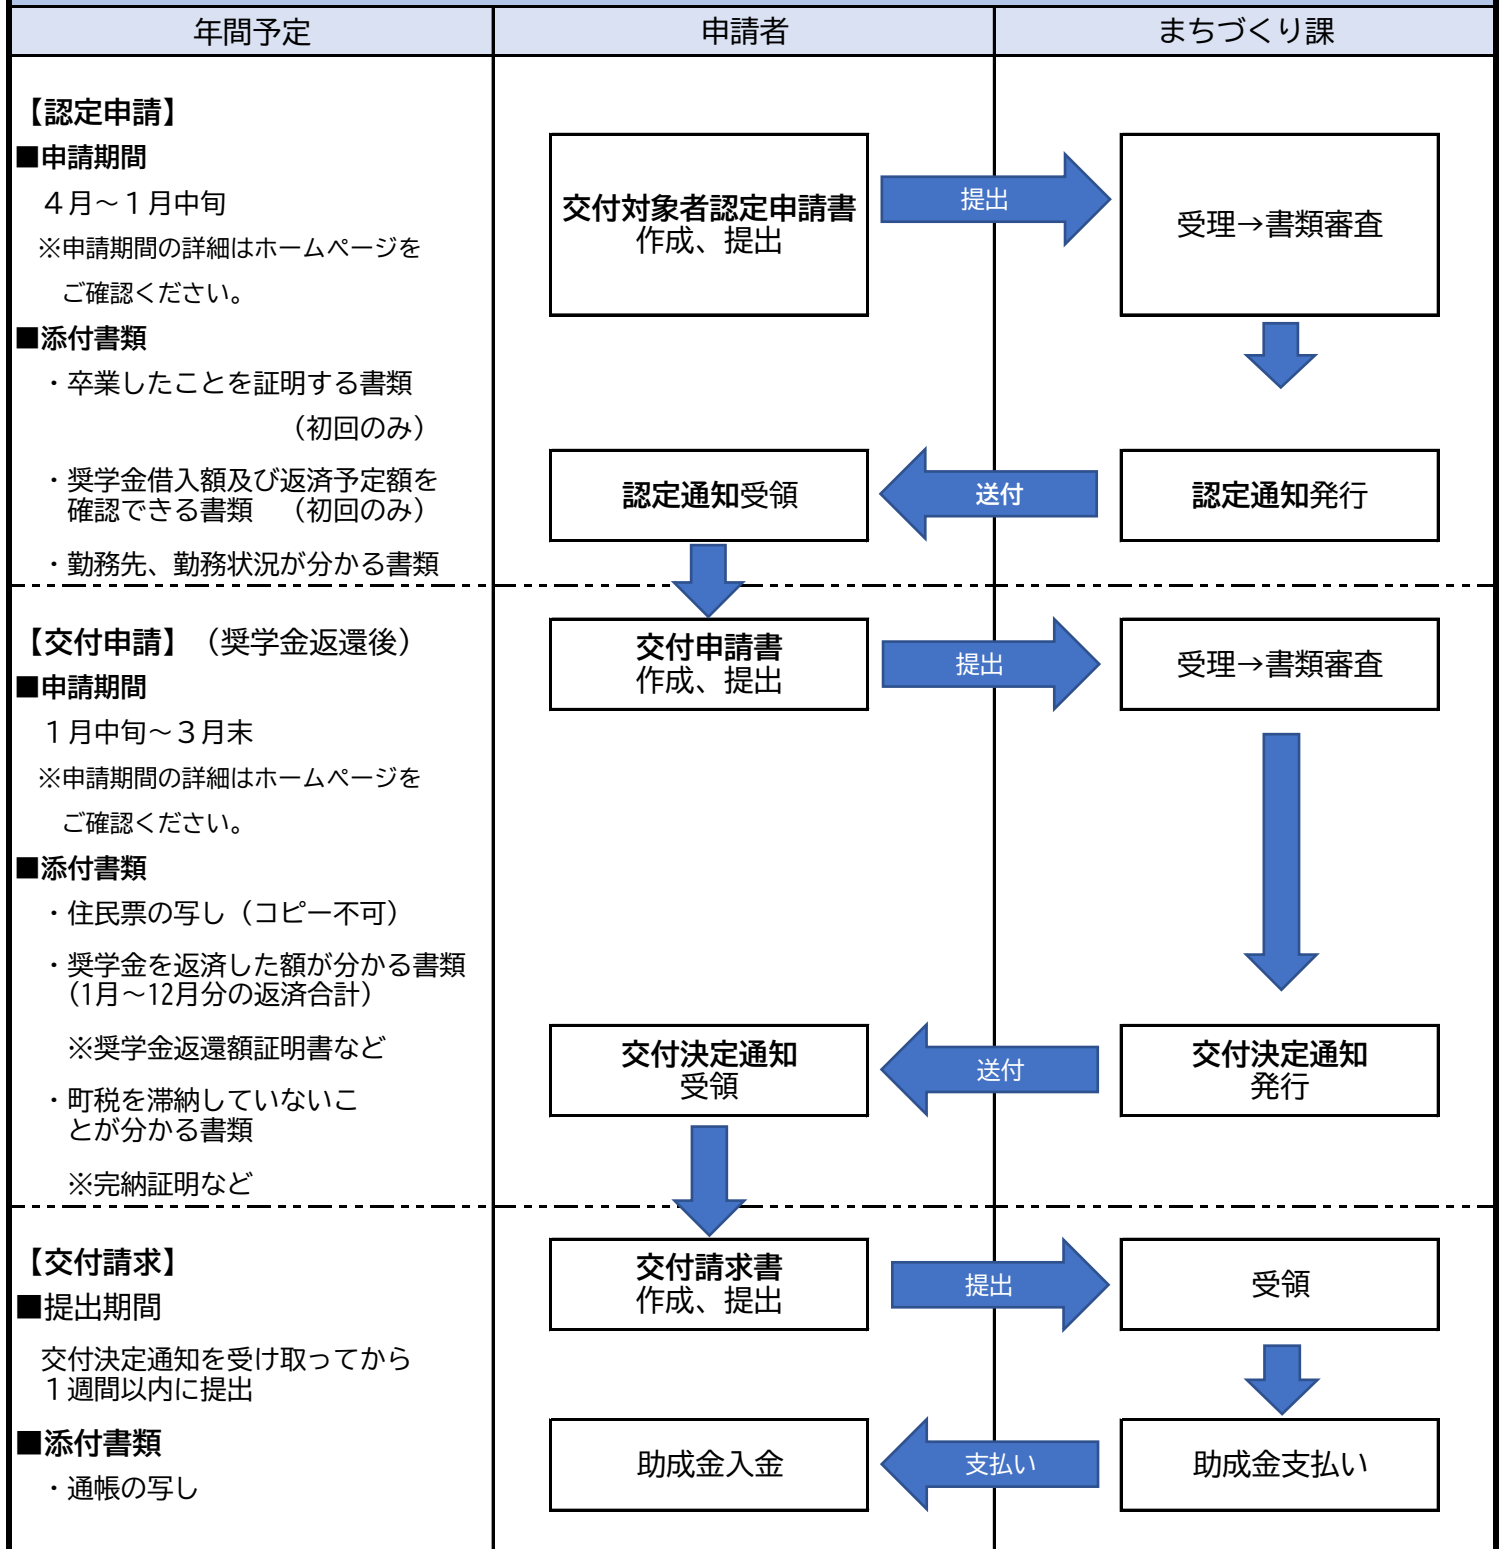 年間予定
申請者
まちづくり課
【認定申請】
■申請期間
４月～１月中旬
※申請期間の詳細はホームページを
ご確認ください。
■添付書類
・卒業したことを証明する書類
（初回のみ）
・奨学金借入額及び返済予定額を
確認できる書類　（初回のみ）
・勤務先、勤務状況が分かる書類
交付対象者認定申請書
作成、提出
提出
受理→書類審査
認定通知受領
送付
認定通知発行
【交付申請】（奨学金返還後）
■申請期間
１月中旬～３月末
※申請期間の詳細はホームページを
ご確認ください。
■添付書類
・住民票の写し（コピー不可）
・奨学金を返済した額が分かる書類
（1月～12月分の返済合計）
※奨学金返還額証明書など
・町税を滞納していないこ
とが分かる書類
※完納証明など
交付申請書
作成、提出
提出
受理→書類審査
交付決定通知
受領
送付
交付決定通知
発行
【交付請求】
■提出期間
交付決定通知を受け取ってから
１週間以内に提出
■添付書類
・通帳の写し
交付請求書
作成、提出
提出
受領
助成金入金
支払い
助成金支払い